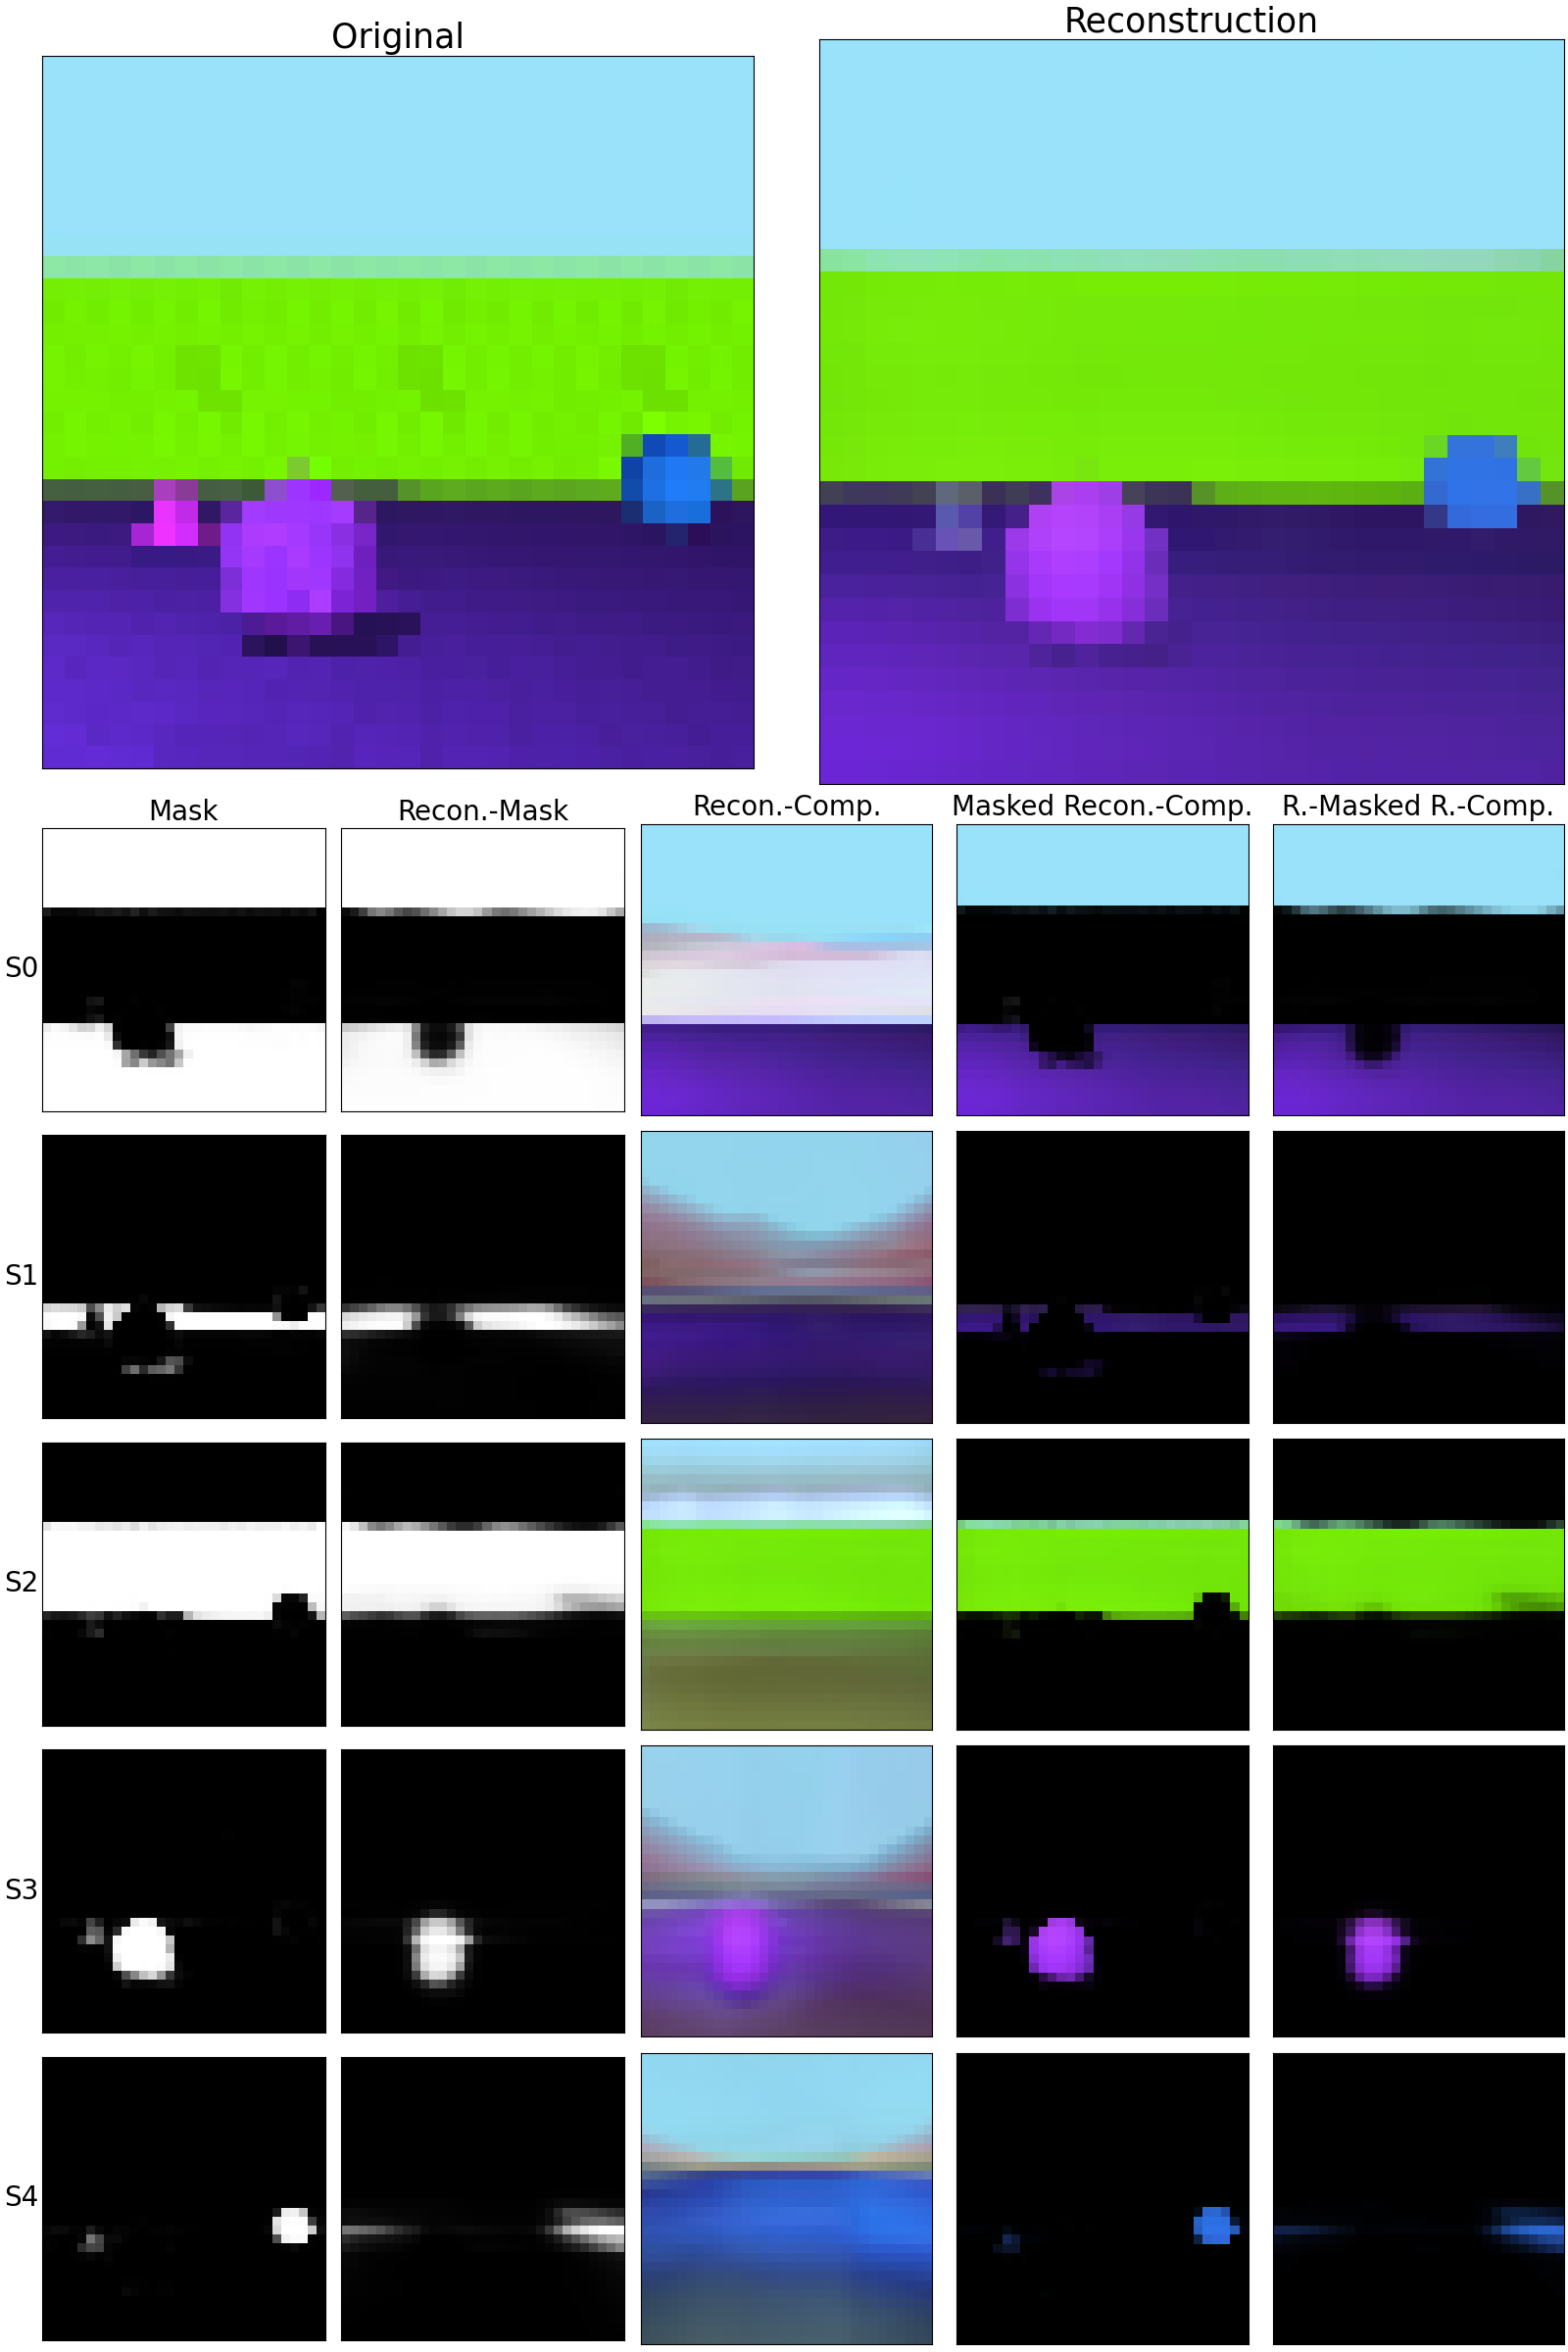 Original
Reconstruction
Mask
Recon.-Mask
Recon.-Comp.
Masked Recon.-Comp.
R.-Masked R.-Comp.
S0
S1
S2
S3
S4